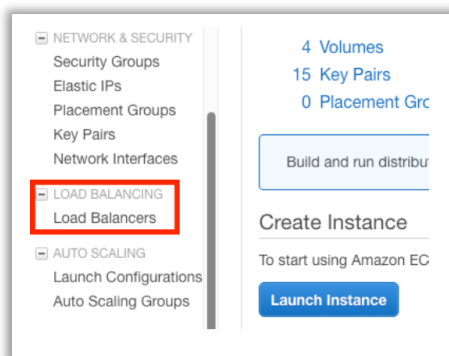 NETWORK & SECURITY
Security Groups
Elastic IPs
Placement Groups
Key Pairs
Network Interfaces
LOAD BALANCING
Load Balancers
AUTO SCALING
Launch Configurations
Auto Scaling Groups
4 Volumes
15 Key Pairs
0 Placement Gro
Build and run distribu
Create Instance
To start using Amazon EC
Launch Instance